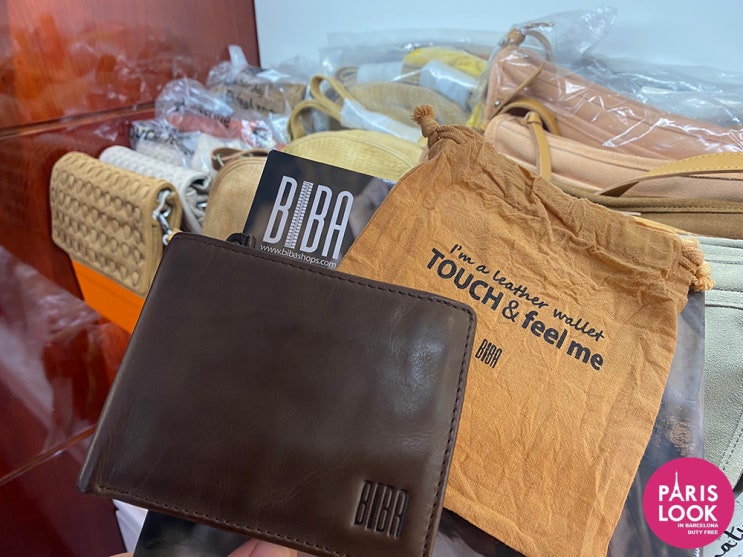 BIBA
www.bibashops.com
I'm a leather wallet
TOUCH & feel me
BIBA
BIBA
PARIS
LOOK
IN BARCELONA
DUTY FREE